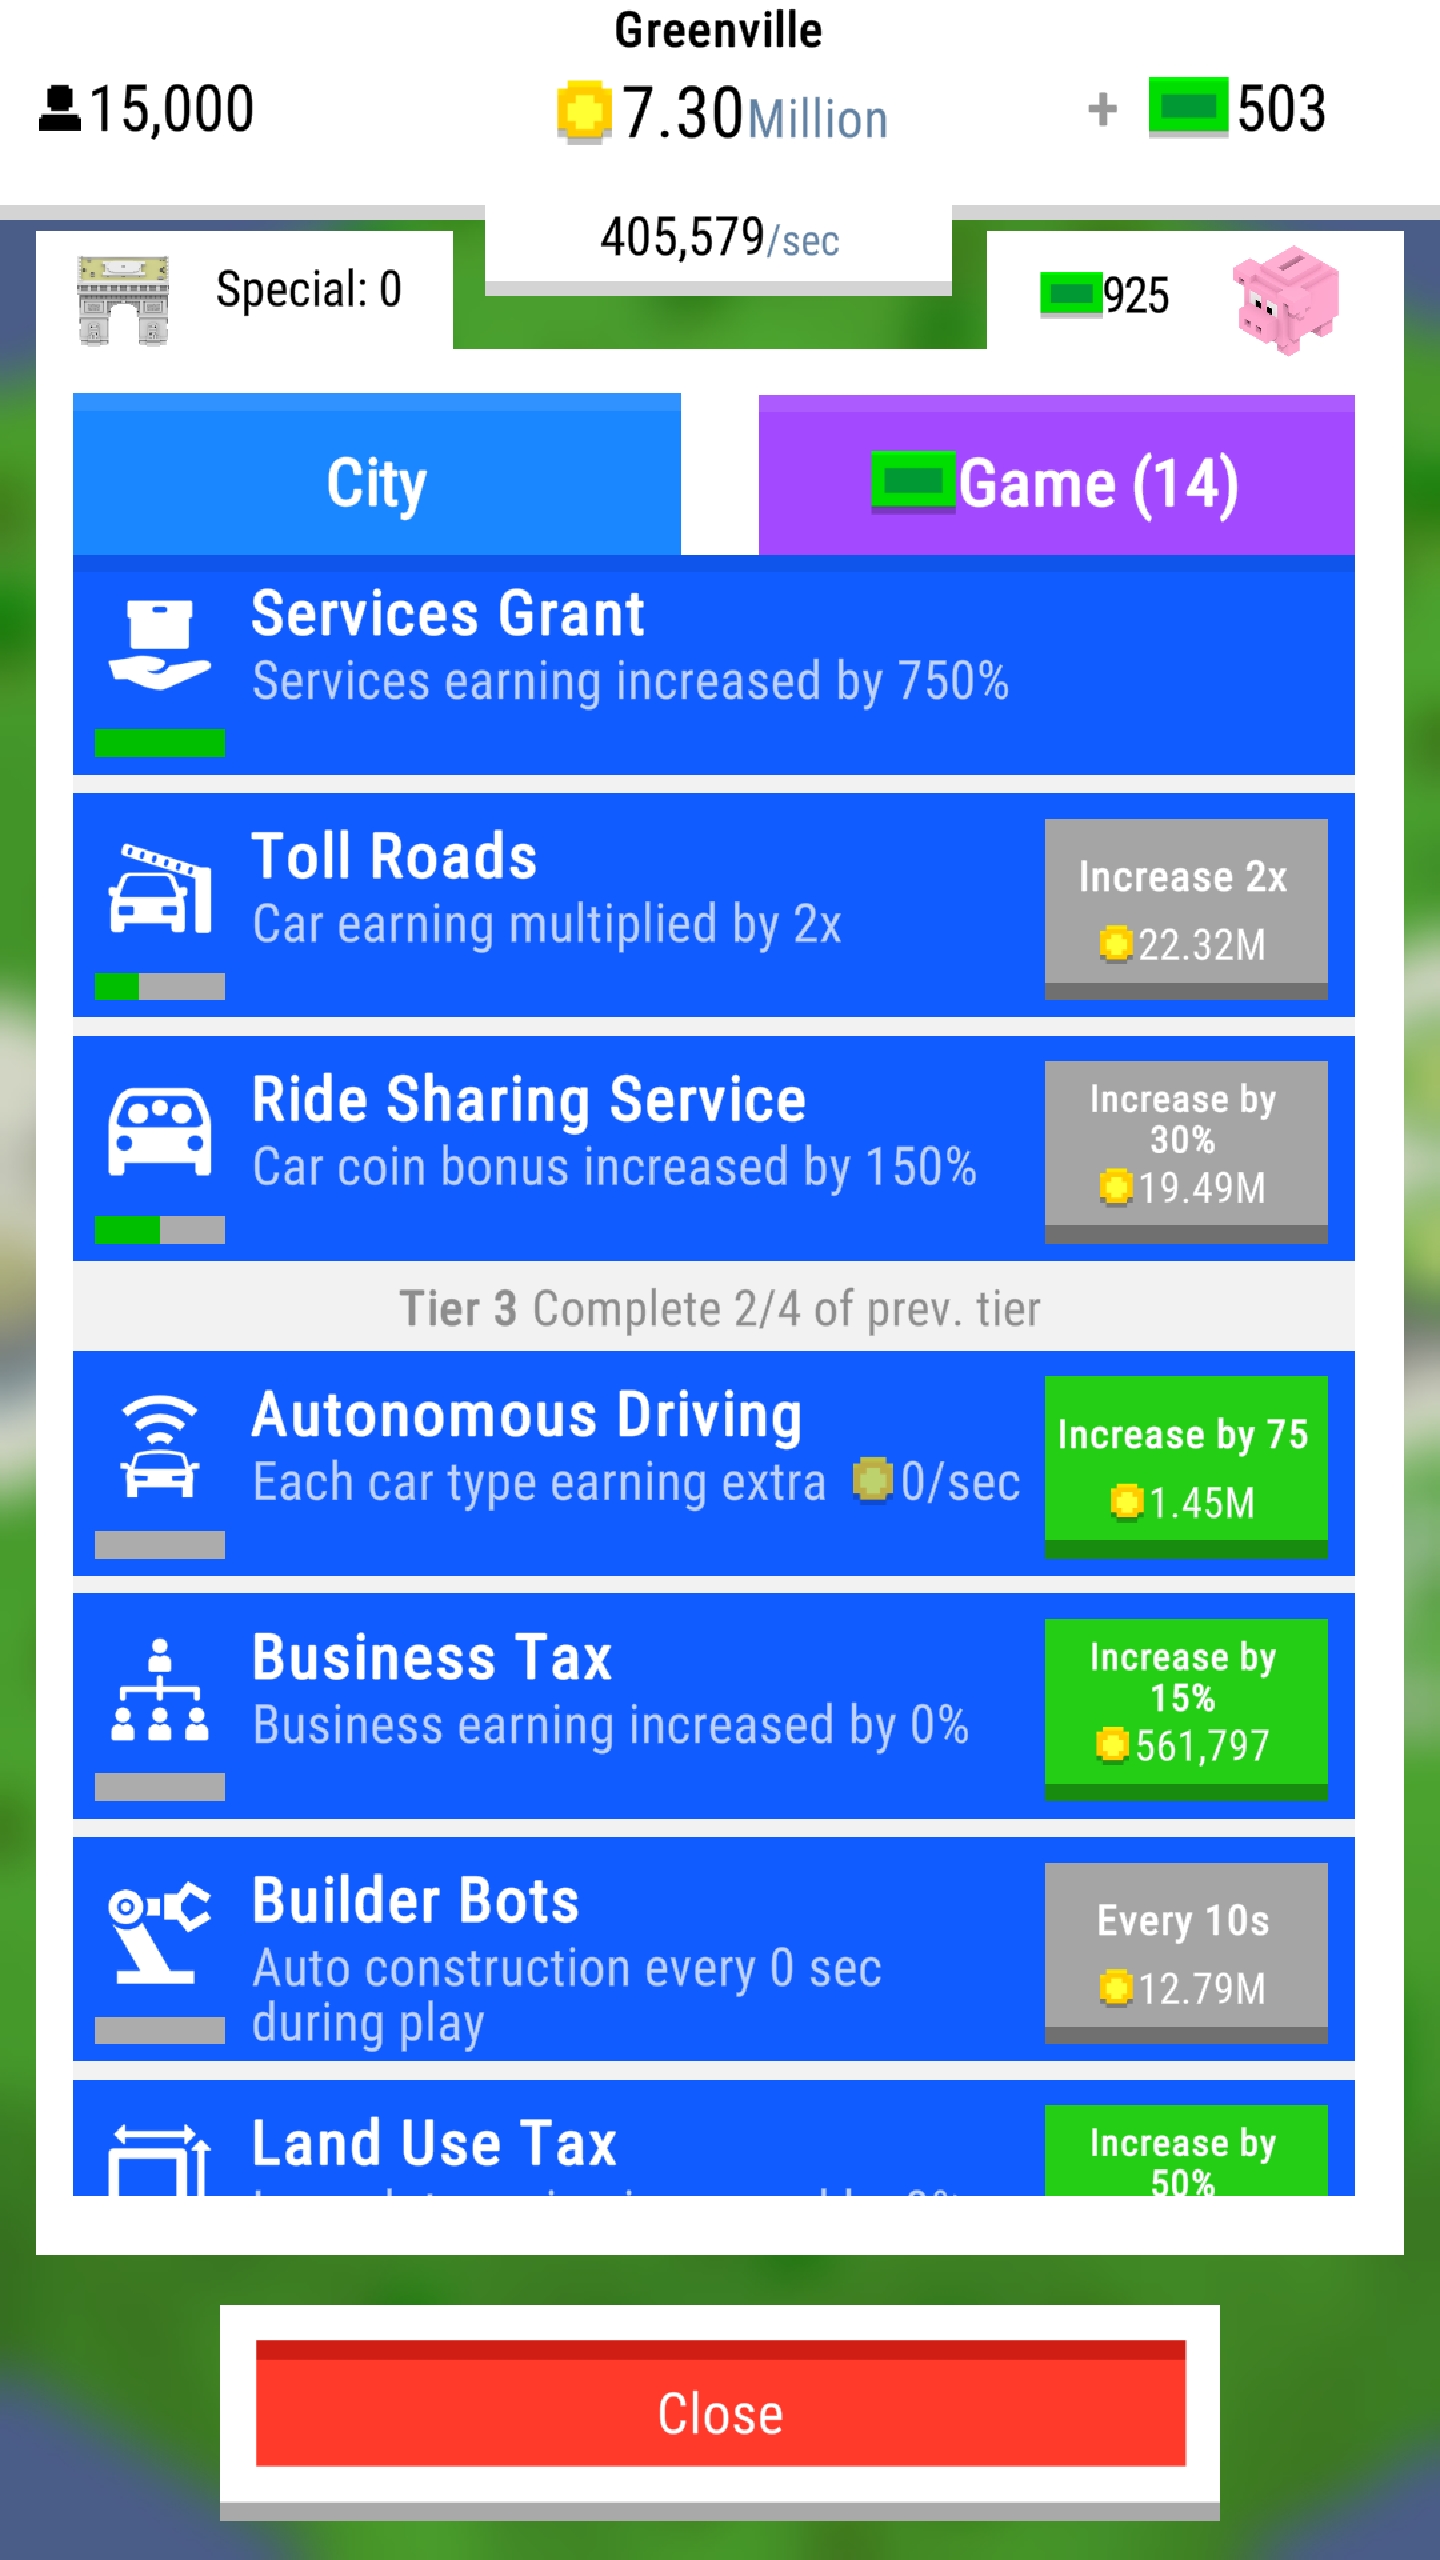 Greenville
15,000
7.30Million
+ 503
405,579/sec
Special: 0
925
City
Game (14)
Services Grant
Services earning increased by 750%
Toll Roads
Car earning multiplied by 2x
Increase 2x
22.32M
Ride Sharing Service
Car coin bonus increased by 150%
Increase by
30%
19.49M
Tier 3 Complete 2/4 of prev. tier
Autonomous Driving
Each car type earning extra 0/sec
Increase by 75
1.45M
Business Tax
Business earning increased by 0%
Increase by
15%
561,797
Builder Bots
Auto construction every 0 sec
during play
Every 10s
12.79M
Land Use Tax
Increase by
50%
Close